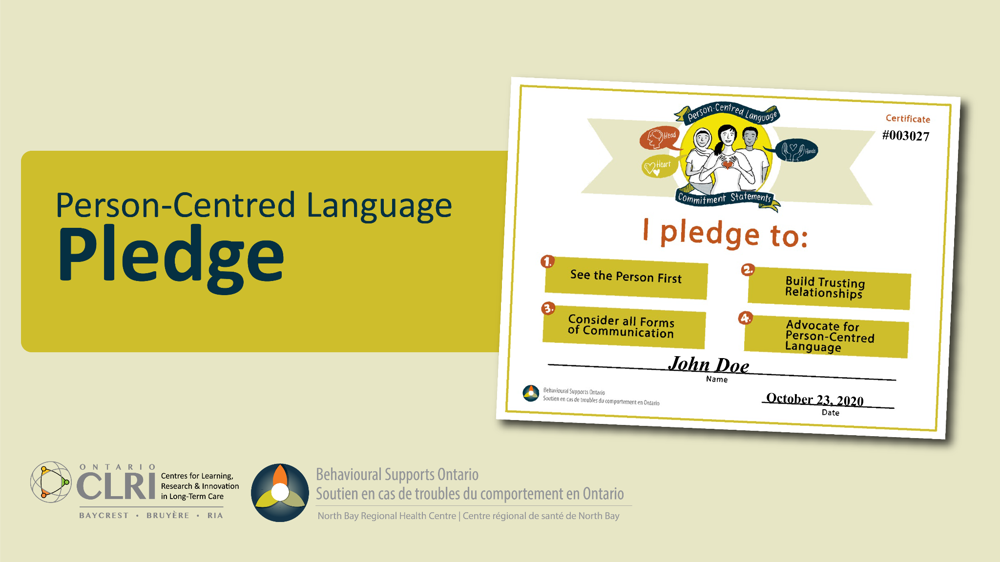 Person-Centred Language
Pledge
Person-Centred Language
Head
Heart
Hands
Commitment Statements
Certificate
#003027
I pledge to:
1.
See the Person First
2.
Build Trusting
Relationships
3.
Consider all Forms
of Communication
4.
Advocate for
Person-Centred
Language
John Doe
Name
Behavioural Supports Ontario
Soutien en cas de troubles du comportement en Ontario
October 23, 2020
Date
ONTARIO
CLRI
Centres for Learning,
Research & Innovation
in Long-Term Care
BAYCREST • BRUYÈRE • RIA
Behavioural Supports Ontario
Soutien en cas de troubles du comportement en Ontario
North Bay Regional Health Centre | Centre régional de santé de North Bay